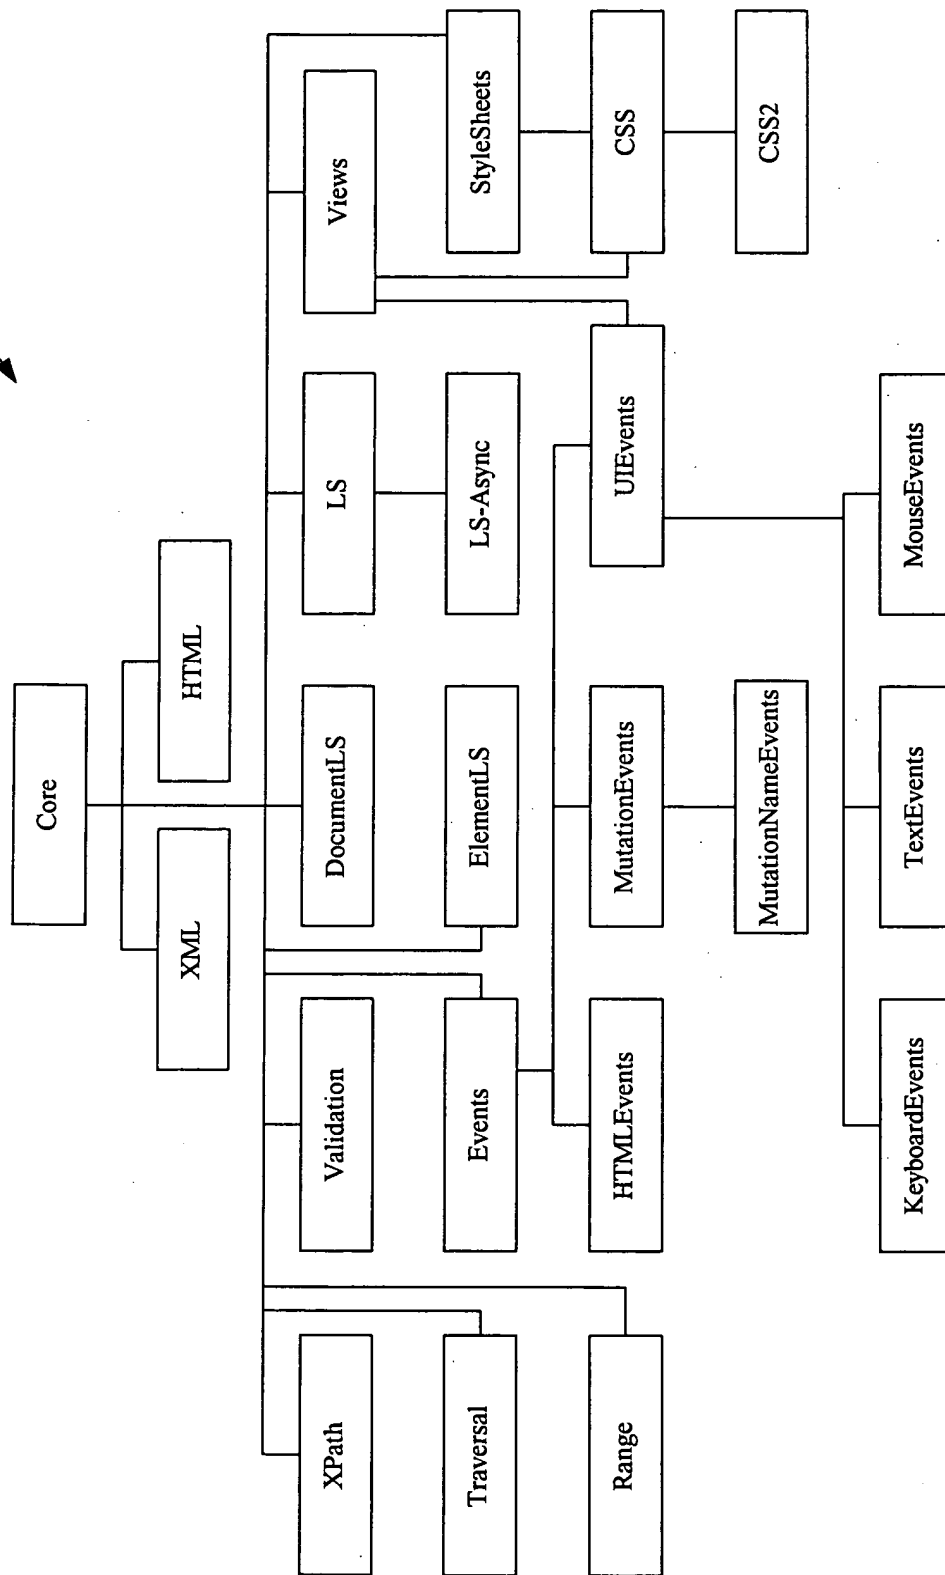 Core
XML
HTML
XPath
Validation
DocumentLS
LS
Views
Traversal
Events
ElementLS
LS-Async
StyleSheets
Range
HTMLEvents
MutationEvents
UIEvents
CSS
MutationNameEvents
CSS2
KeyboardEvents
TextEvents
MouseEvents